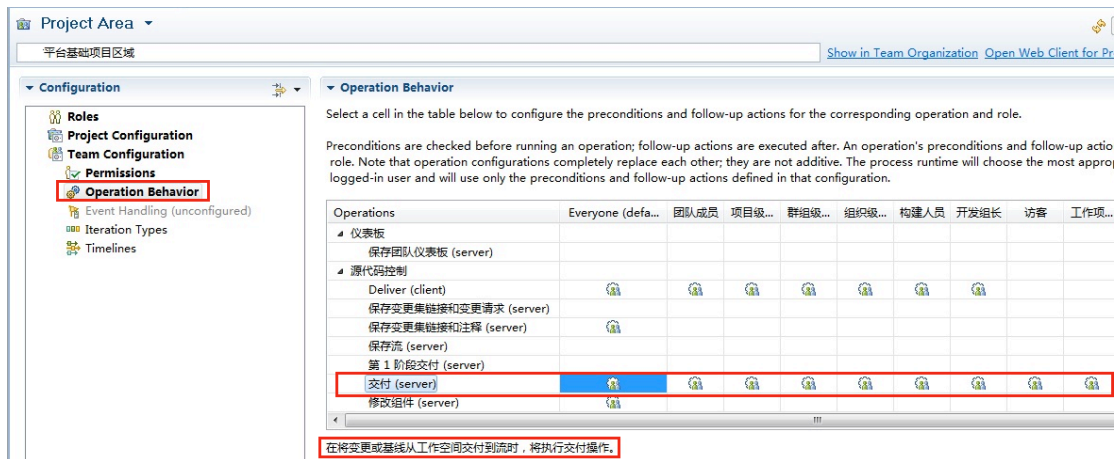 Project Area
平台基础项目区域
Show in Team Organization Open Web Client for Pr
Configuration
Roles
Project Configuration
Team Configuration
Permissions
Operation Behavior
Event Handling (unconfigured)
Iteration Types
Timelines
Operation Behavior
Select a cell in the table below to configure the preconditions and follow-up actions for the corresponding operation and role.
Preconditions are checked before running an operation; follow-up actions are executed after. An operation's preconditions and follow-up actio
role. Note that operation configurations completely replace each other; they are not additive. The process runtime will choose the most approp
logged-in user and will use only the preconditions and follow-up actions defined in that configuration.
Operations Everyone (defa... 团队成员 项目级... 群组级... 组织级... 构建人员 开发组长 访客 工作项...
仪表板
保存团队仪表板 (server)
源代码控制
Deliver (client)
保存变更集链接和变更请求 (server)
保存变更集链接和注释 (server)
保存流 (server)
第 1 阶段交付 (server)
交付 (server)
修改组件 (server)
在将变更或基线从工作空间交付到流时，将执行交付操作。